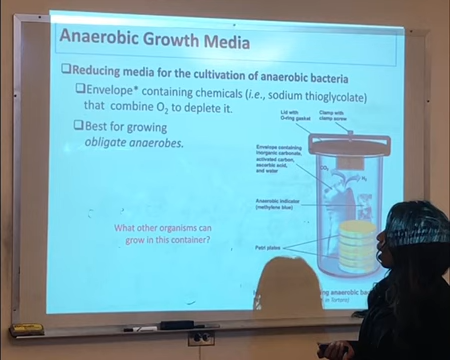 Anaerobic Growth Media
❑Reducing media for the cultivation of anaerobic bacteria
❑Envelope* containing chemicals (i.e., sodium thioglycolate)
that combine O₂ to deplete it.
❑Best for growing
obligate anaerobes.
What other organisms can
grow in this container?
Lid with
O-ring gasket
Clamp with
clamp screw
Envelope containing
inorganic carbonate,
activated carbon,
ascorbic acid,
and water
CO₂
H₂
Anaerobic indicator
(methylene blue)
Petri plates
anaerobic